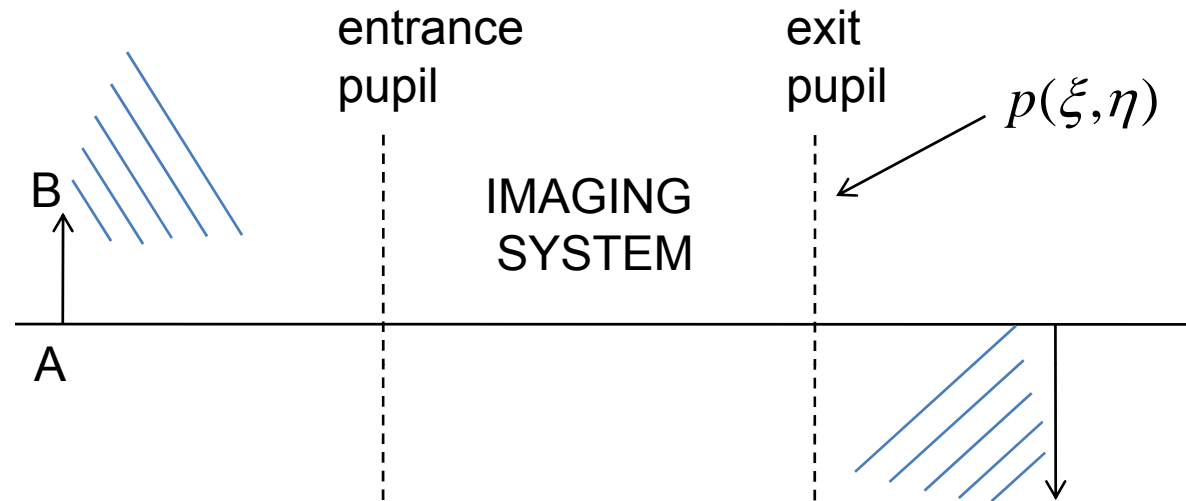 entrance
pupil
exit
pupil
p(ξ,η)
B
IMAGING
SYSTEM
A